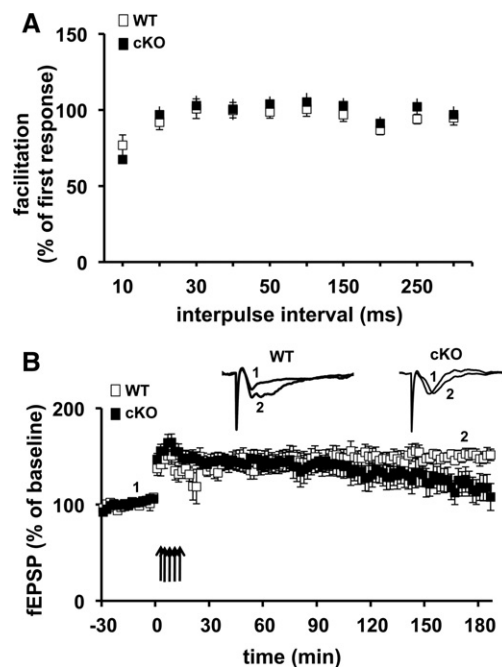 A
WT
cKO
150
100
50
0
facilitation
(% of first response)
10 30 50 150 250
interpulse interval (ms)
B
WT
cKO
WT
1
2
cKO
1
2
200
100
0
fEPSP (% of baseline)
1
2
-30 0 30 60 90 120 150 180
time (min)